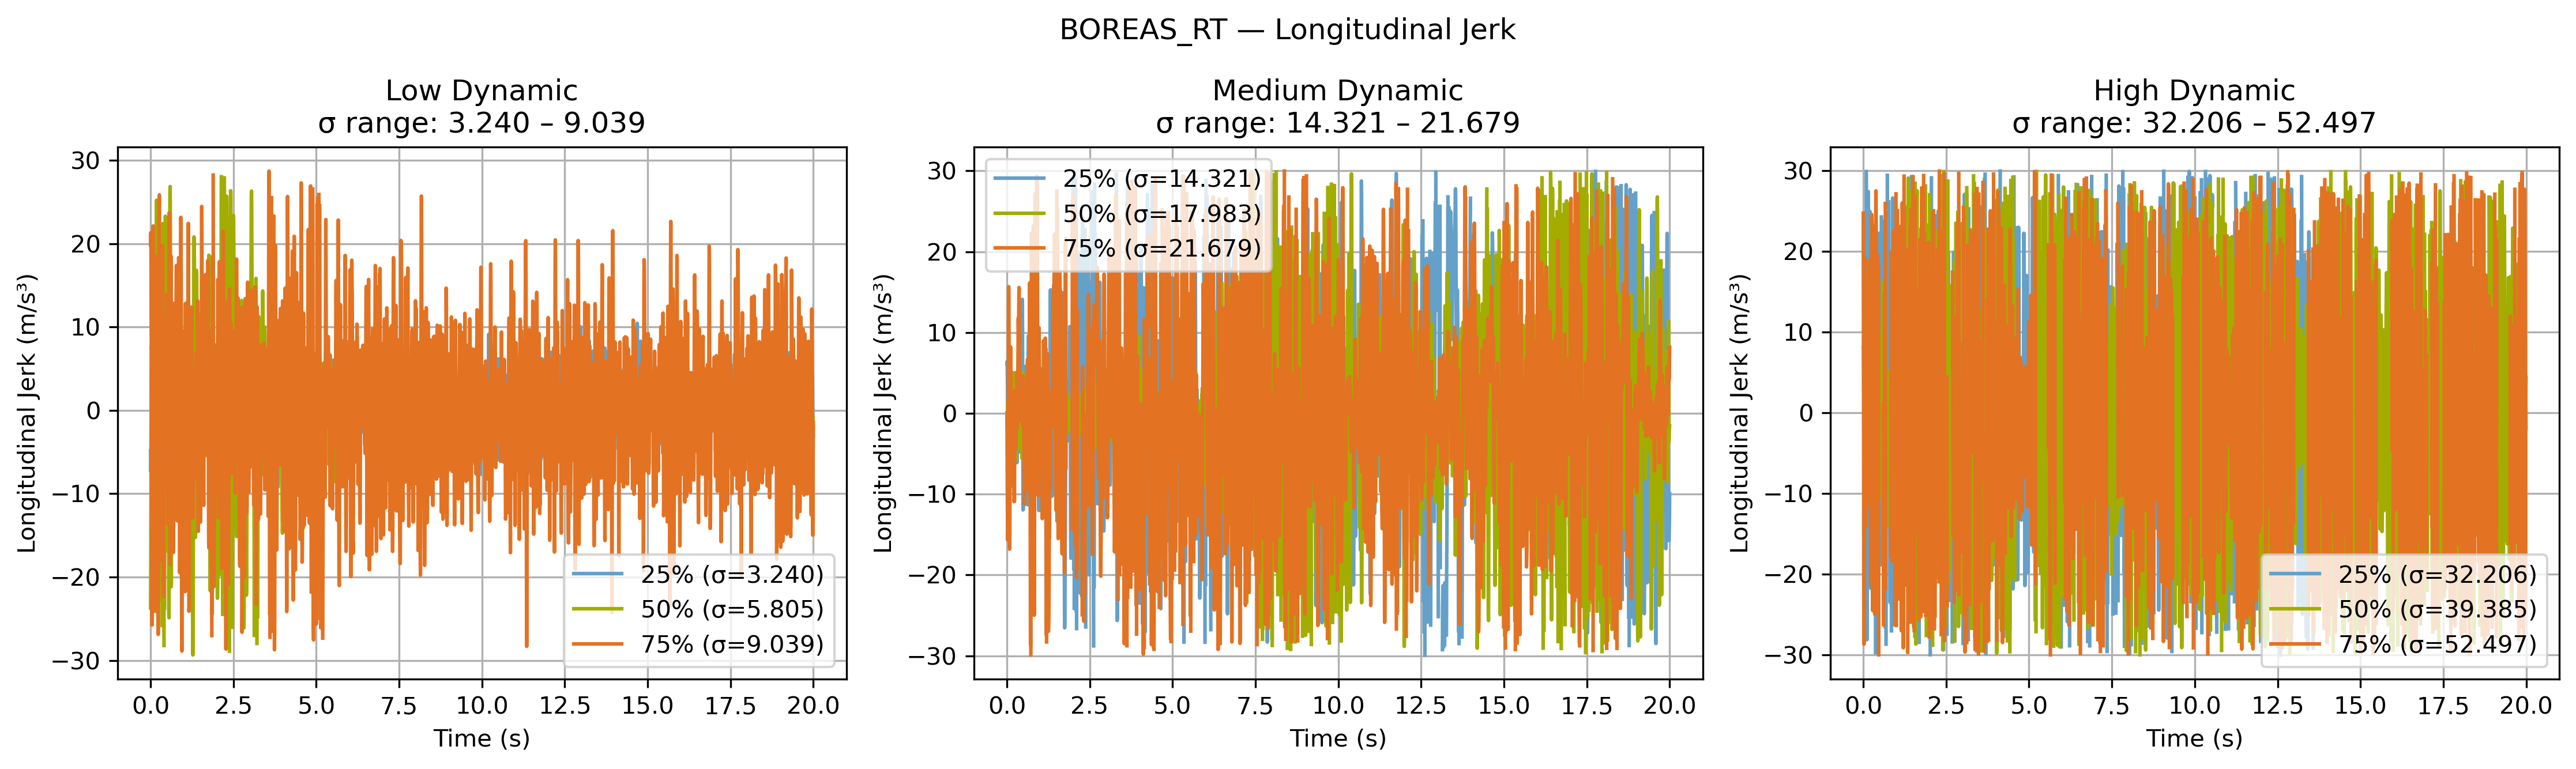 BOREAS_RT — Longitudinal Jerk
Low Dynamic
σ range: 3.240 – 9.039
Longitudinal Jerk (m/s³)
30
20
10
0
−10
−20
−30
0.0 2.5 5.0 7.5 10.0 12.5 15.0 17.5 20.0
Time (s)
25% (σ=3.240)
50% (σ=5.805)
75% (σ=9.039)
Medium Dynamic
σ range: 14.321 – 21.679
Longitudinal Jerk (m/s³)
30
20
10
0
−10
−20
−30
0.0 2.5 5.0 7.5 10.0 12.5 15.0 17.5 20.0
Time (s)
25% (σ=14.321)
50% (σ=17.983)
75% (σ=21.679)
High Dynamic
σ range: 32.206 – 52.497
Longitudinal Jerk (m/s³)
30
20
10
0
−10
−20
−30
0.0 2.5 5.0 7.5 10.0 12.5 15.0 17.5 20.0
Time (s)
25% (σ=32.206)
50% (σ=39.385)
75% (σ=52.497)